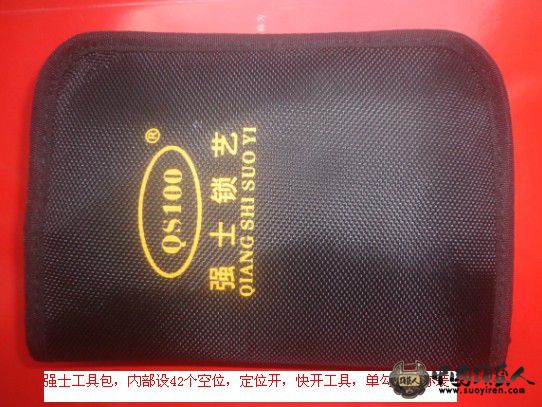 ®
QS100
强士锁艺
QIANG SHI SUO YI
强士工具包，内部设42个空位，定位开，快开工具，单勾
www.suoyiren.com